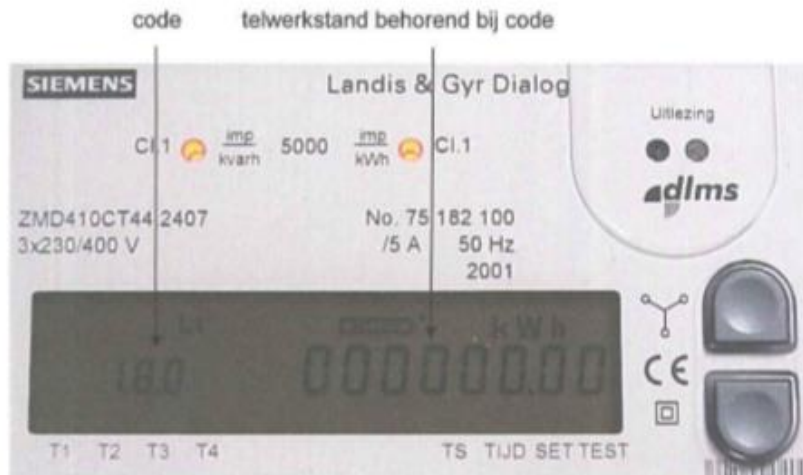 code telwerkstand behorend bij code
SIEMENS Landis & Gyr Dialog
Uitlezing
Cl.1 imp/kvarh 5000 imp/kWh Cl.1
dlms
ZMD410CT44.2407 No. 75 182 100
3x230/400 V /5 A 50 Hz
2001
kWh
1.8.0 000000.00
CE
T1 T2 T3 T4 TS TIJD SET TEST